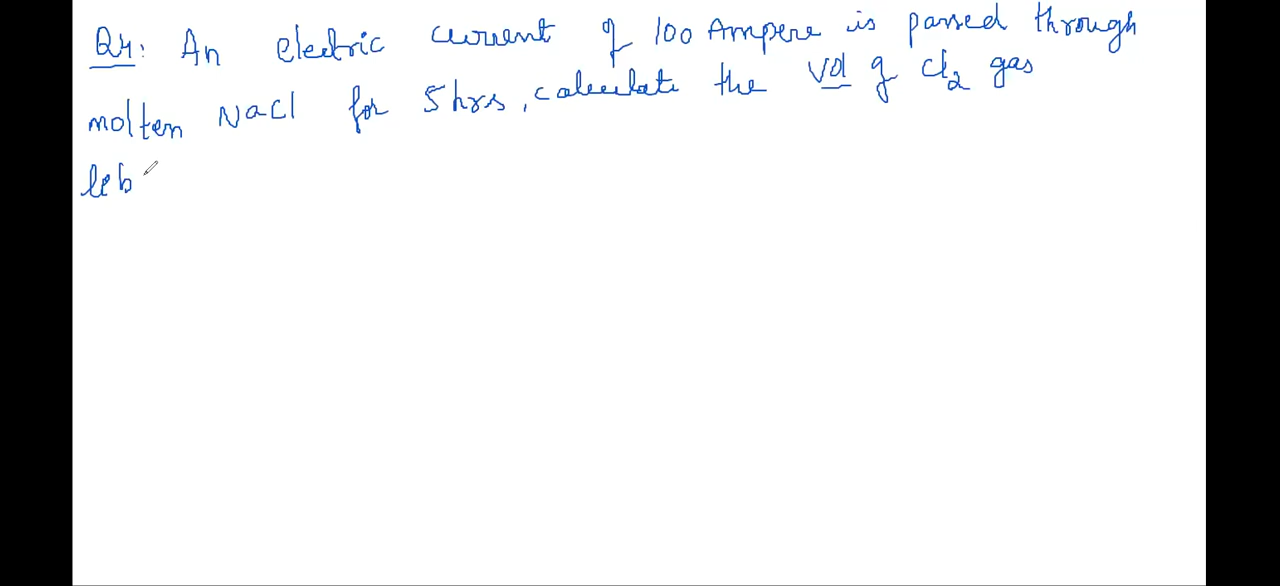 Q4: An electric current of 100 Ampere is passed through
molten NaCl for 5hrs, calculate the Vol of Cl2 gas
leb